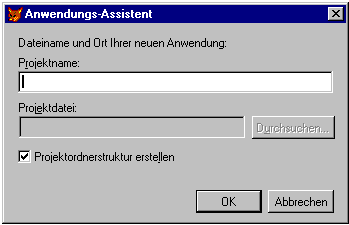 Anwendungs-Assistent
Dateiname und Ort Ihrer neuen Anwendung:
Projektname:
Projektdatei:
Durchsuchen...
Projektordnerstruktur erstellen
OK
Abbrechen